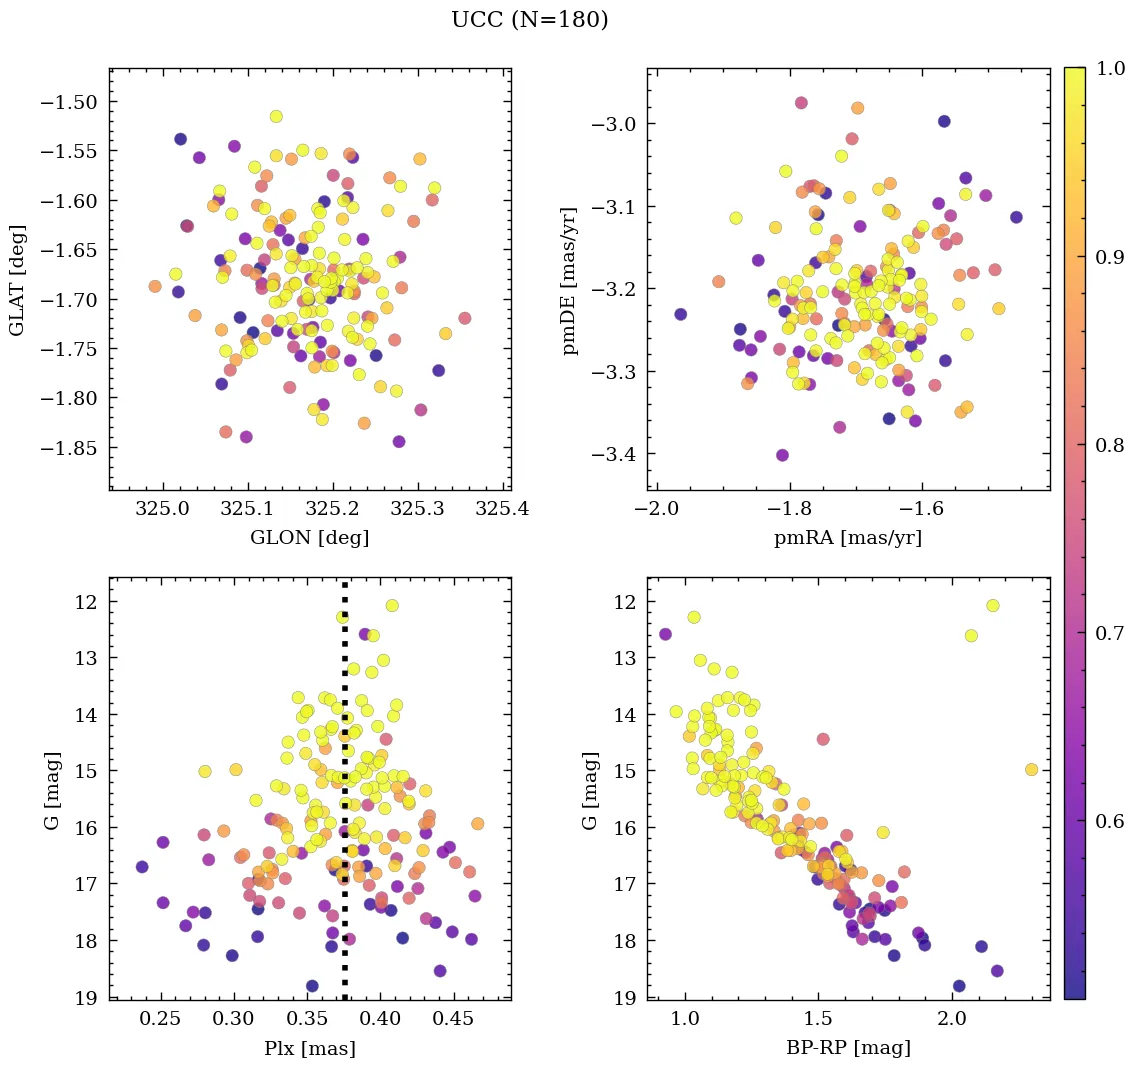 UCC (N=180)
−1.50
−1.55
−1.60
−1.65
−1.70
−1.75
−1.80
−1.85
GLAT [deg]
325.0 325.1 325.2 325.3 325.4
GLON [deg]
−3.0
−3.1
−3.2
−3.3
−3.4
pmDE [mas/yr]
−2.0 −1.8 −1.6
pmRA [mas/yr]
1.0
0.9
0.8
0.7
0.6
12
13
14
15
16
17
18
19
G [mag]
0.25 0.30 0.35 0.40 0.45
Plx [mas]
12
13
14
15
16
17
18
19
G [mag]
1.0 1.5 2.0
BP-RP [mag]